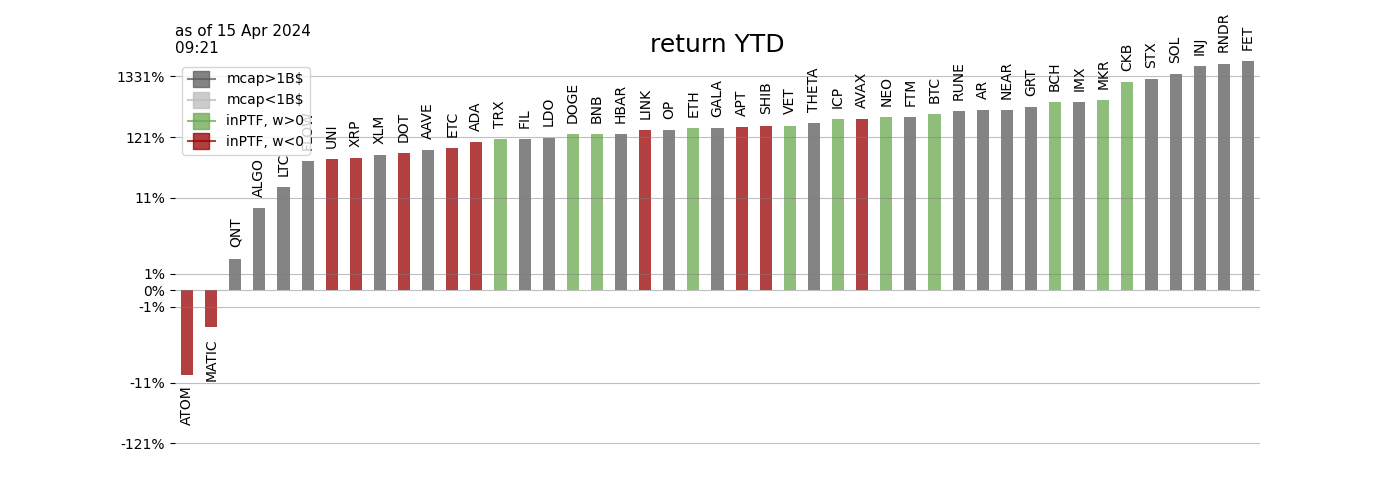 as of 15 Apr 2024
09:21
return YTD
1331%
121%
11%
1%
0%
-1%
-11%
-121%
mcap>1B$
mcap<1B$
inPTF, w>0
inPTF, w<0
ATOM
MATIC
QNT
ALGO
LTC
UNI
XRP
XLM
DOT
AAVE
ETC
ADA
TRX
FIL
LDO
DOGE
BNB
HBAR
LINK
OP
ETH
GALA
APT
SHIB
VET
THETA
ICP
AVAX
NEO
FTM
BTC
RUNE
AR
NEAR
GRT
BCH
IMX
MKR
CKB
STX
SOL
INJ
RNDR
FET